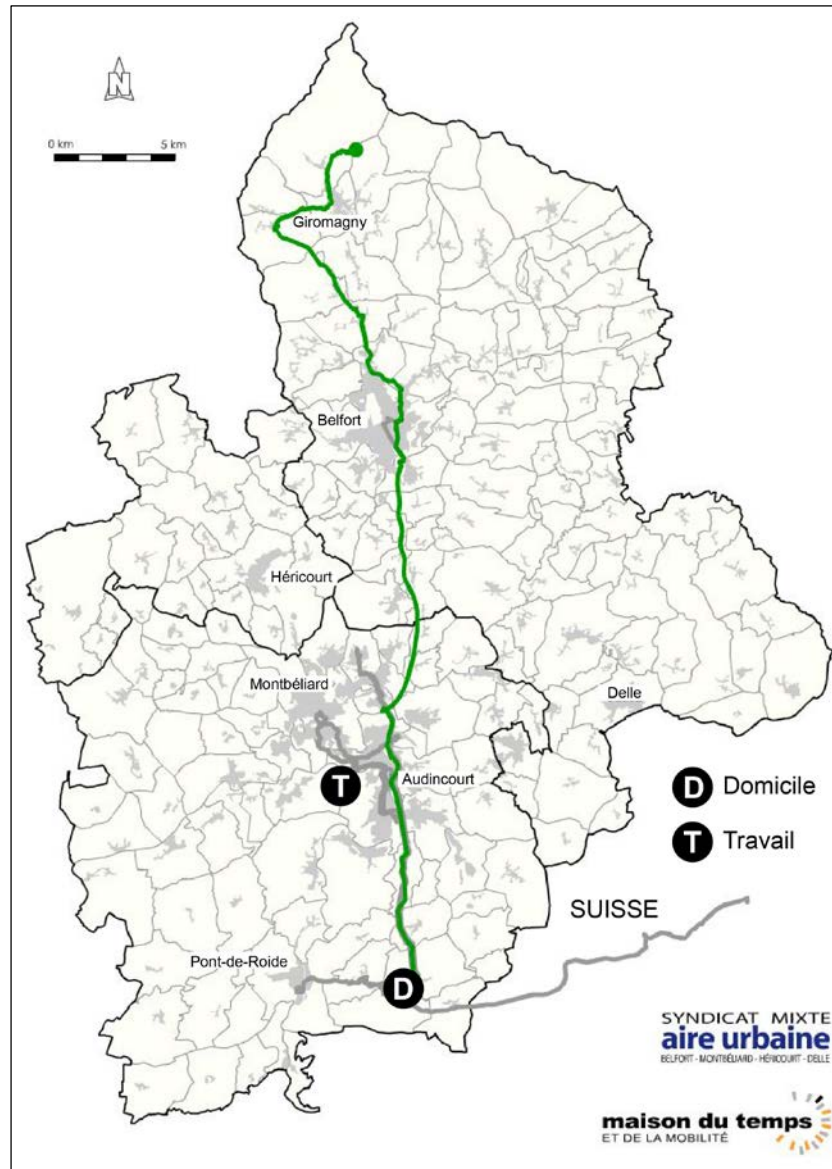 N
0 km 5 km
Giromagny
Belfort
Héricourt
Montbéliard
Delle
T
Audincourt
D Domicile
T Travail
SUISSE
Pont-de-Roide
D
SYNDICAT MIXTE
aire urbaine
BELFORT - MONTBÉLIARD - HÉRICOURT - DELLE
maison du temps
ET DE LA MOBILITÉ